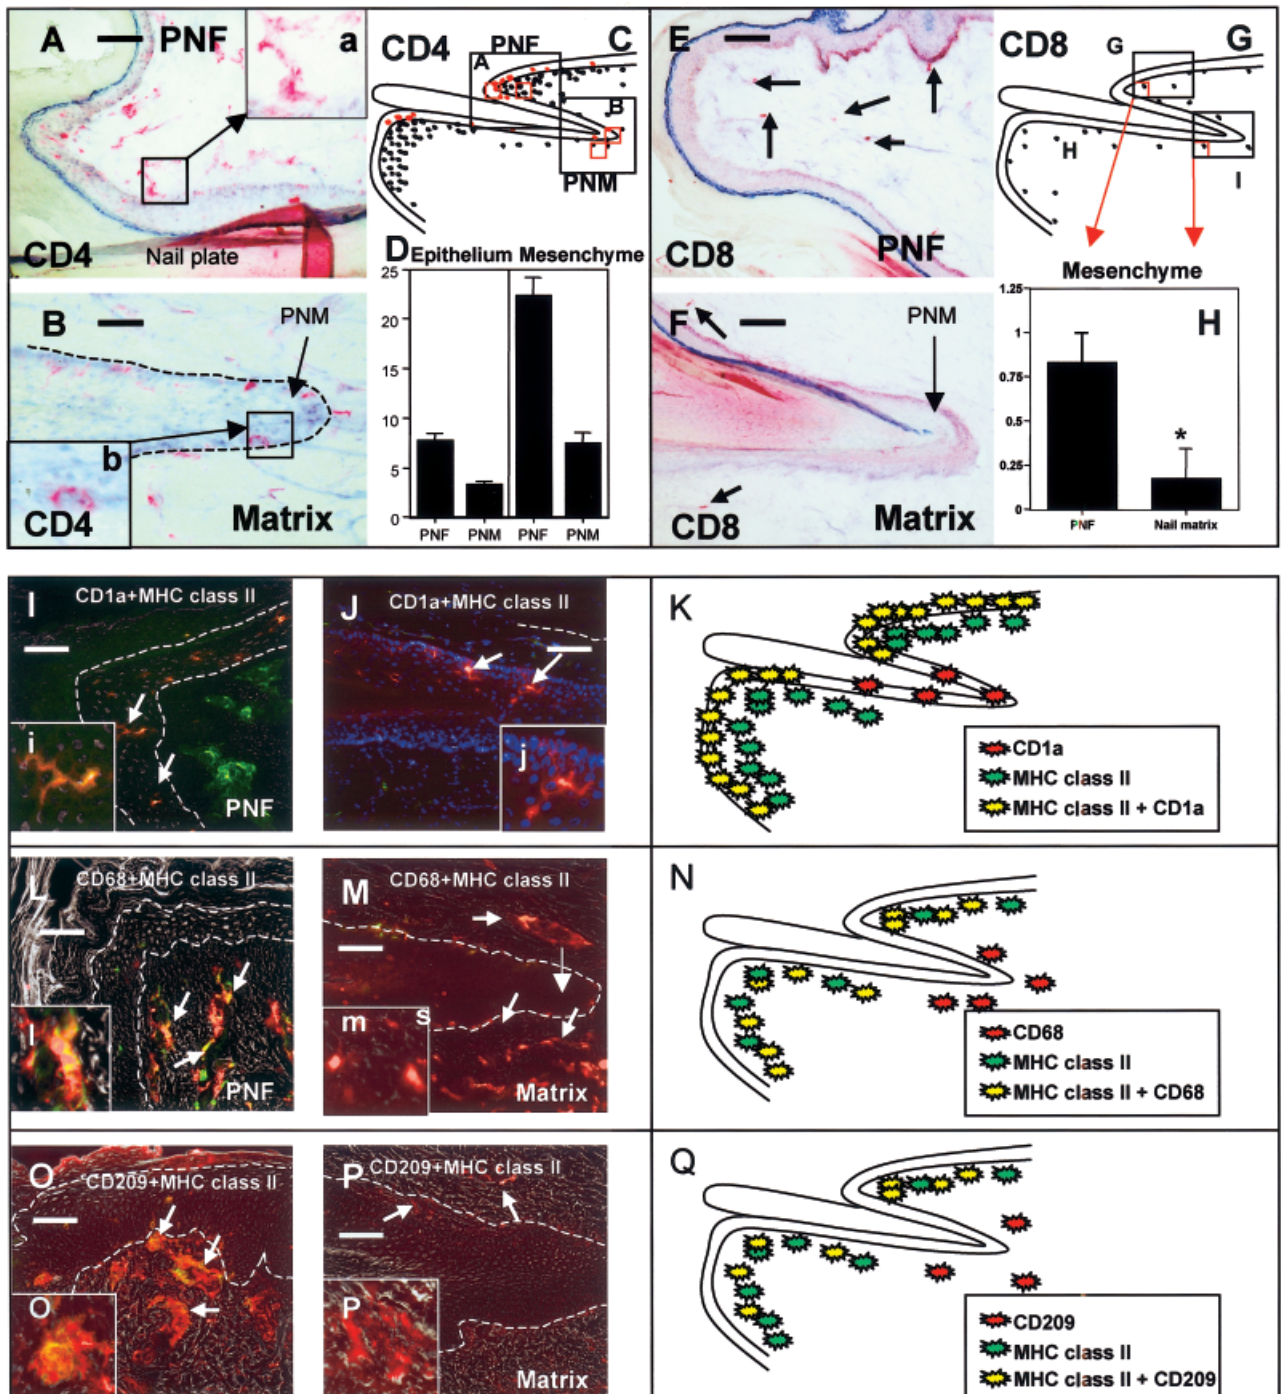 A
PNF
a
CD4
Nail plate
CD4
C
PNF
A
B
PNM
B
PNM
b
CD4
Matrix
D
Epithelium Mesenchyme
25
20
15
10
5
0
PNF
PNM
PNF
PNM
E
CD8
PNF
CD8
G
G
H
I
F
PNM
CD8
Matrix
Mesenchyme
H
1.25
1
0.75
0.5
0.25
0
*
PNF
Nail matrix
I
CD1a+MHC class II
i
PNF
J
CD1a+MHC class II
j
K
CD1a
MHC class II
MHC class II + CD1a
L
CD68+MHC class II
l
PNF
M
CD68+MHC class II
m
s
Matrix
N
CD68
MHC class II
MHC class II + CD68
O
CD209+MHC class II
O
P
CD209+MHC class II
P
Matrix
Q
CD209
MHC class II
MHC class II + CD209